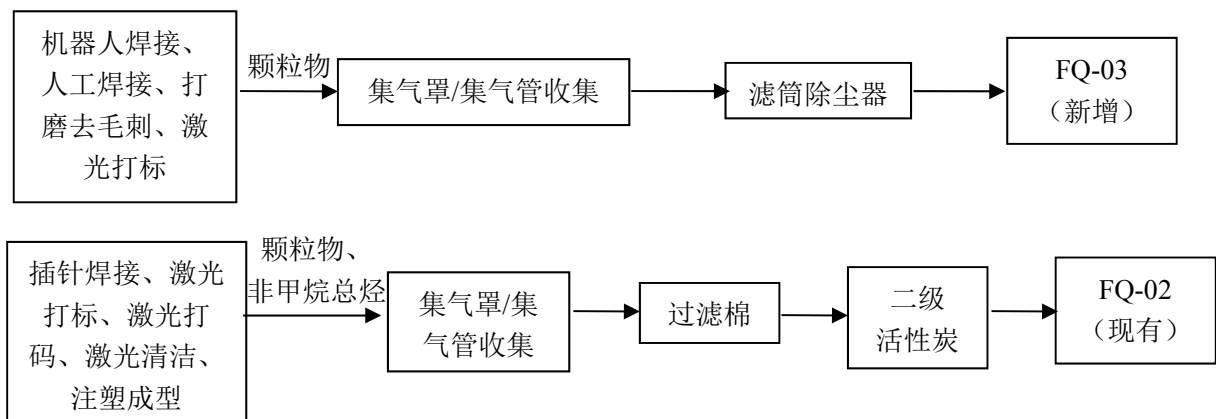 机器人焊接、
人工焊接、打
磨去毛刺、激
光打标
颗粒物
集气罩/集气管收集
滤筒除尘器
FQ-03
（新增）
插针焊接、激光
打标、激光打
码、激光清洁、
注塑成型
颗粒物、
非甲烷总烃
集气罩/集
气管收集
过滤棉
二级
活性炭
FQ-02
（现有）